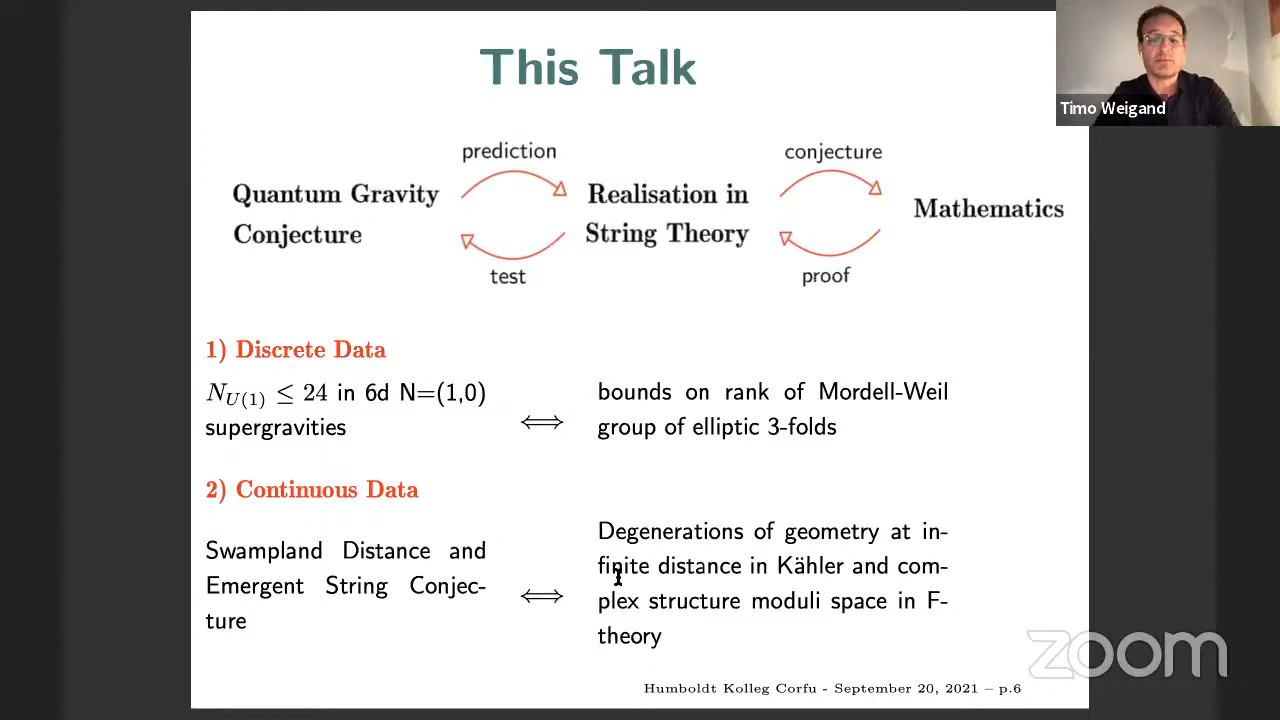 This Talk
Timo Weigand
prediction
conjecture
Quantum Gravity
Conjecture
Realisation in
String Theory
Mathematics
test
proof
1) Discrete Data
N_{U(1)} ≤ 24 in 6d N=(1,0)
supergravities
⟺
bounds on rank of Mordell-Weil
group of elliptic 3-folds
2) Continuous Data
Swampland Distance and
Emergent String Conjec-
ture
⟺
Degenerations of geometry at in-
finite distance in Kähler and com-
plex structure moduli space in F-
theory
zoom
Humboldt Kolleg Corfu - September 20, 2021 – p.6